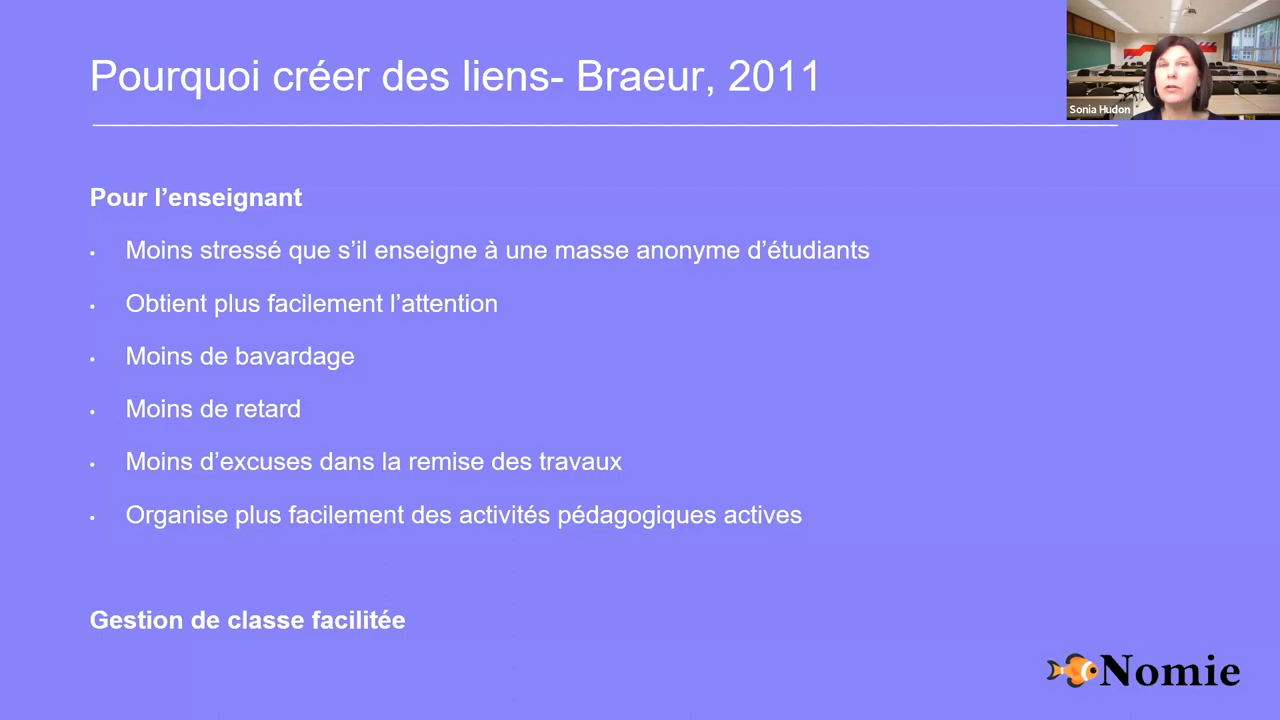 Pourquoi créer des liens- Braeur, 2011
Sonia Hudon
Pour l’enseignant
• Moins stressé que s’il enseigne à une masse anonyme d’étudiants
• Obtient plus facilement l’attention
• Moins de bavardage
• Moins de retard
• Moins d’excuses dans la remise des travaux
• Organise plus facilement des activités pédagogiques actives
Gestion de classe facilitée
Nomie